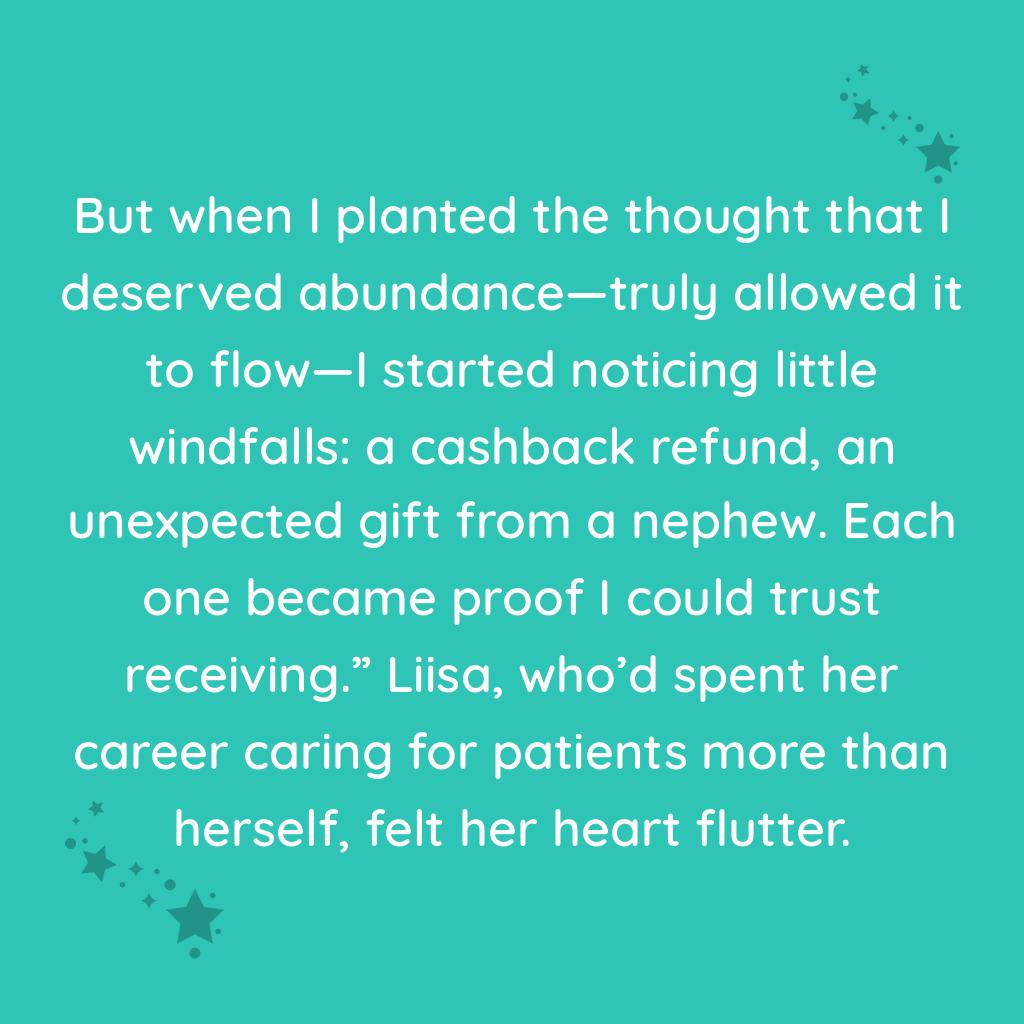 But when I planted the thought that I
deserved abundance—truly allowed it
to flow—I started noticing little
windfalls: a cashback refund, an
unexpected gift from a nephew. Each
one became proof I could trust
receiving.” Liisa, who’d spent her
career caring for patients more than
herself, felt her heart flutter.